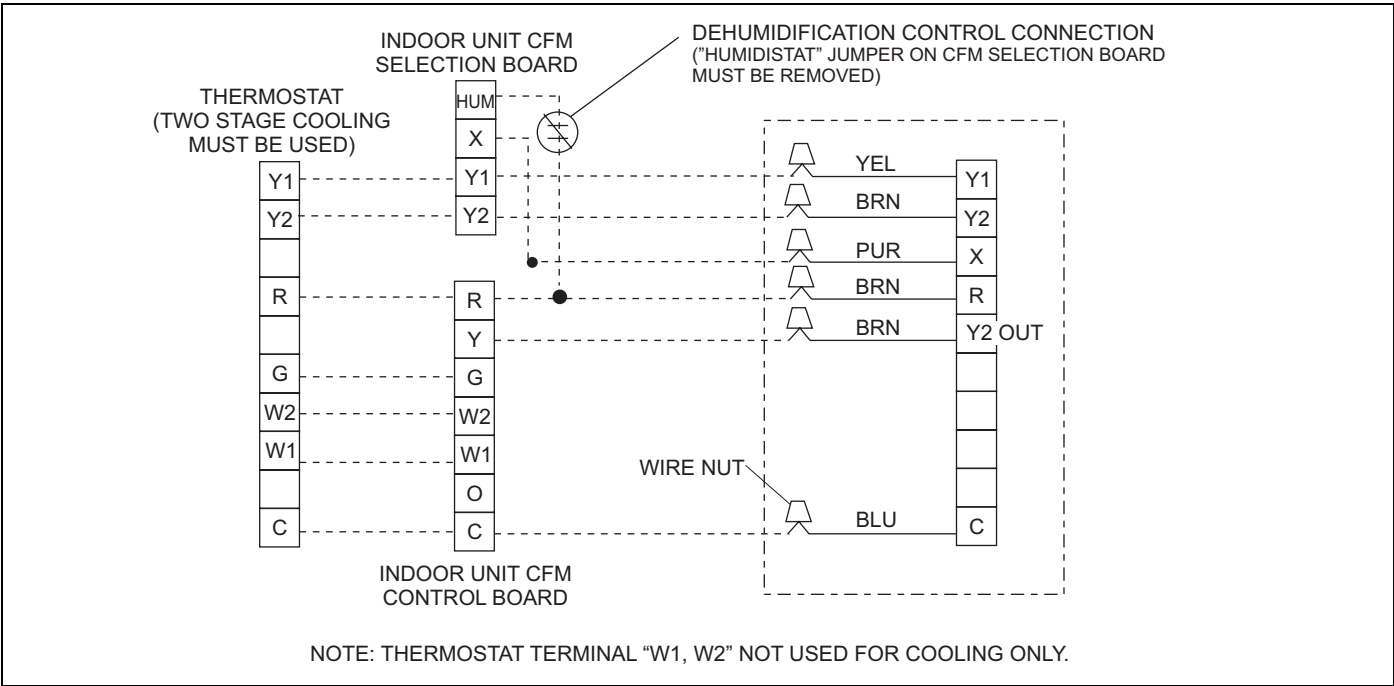 INDOOR UNIT CFM
SELECTION BOARD
DEHUMIDIFICATION CONTROL CONNECTION
("HUMIDISTAT" JUMPER ON CFM SELECTION BOARD
MUST BE REMOVED)
THERMOSTAT
(TWO STAGE COOLING
MUST BE USED)
Y1
Y2
R
G
W2
W1
C
HUM
X
Y1
Y2
R
Y
G
W2
W1
O
C
INDOOR UNIT CFM
CONTROL BOARD
YEL
BRN
PUR
BRN
BRN
WIRE NUT
BLU
Y1
Y2
X
R
Y2 OUT
C
NOTE: THERMOSTAT TERMINAL “W1, W2” NOT USED FOR COOLING ONLY.